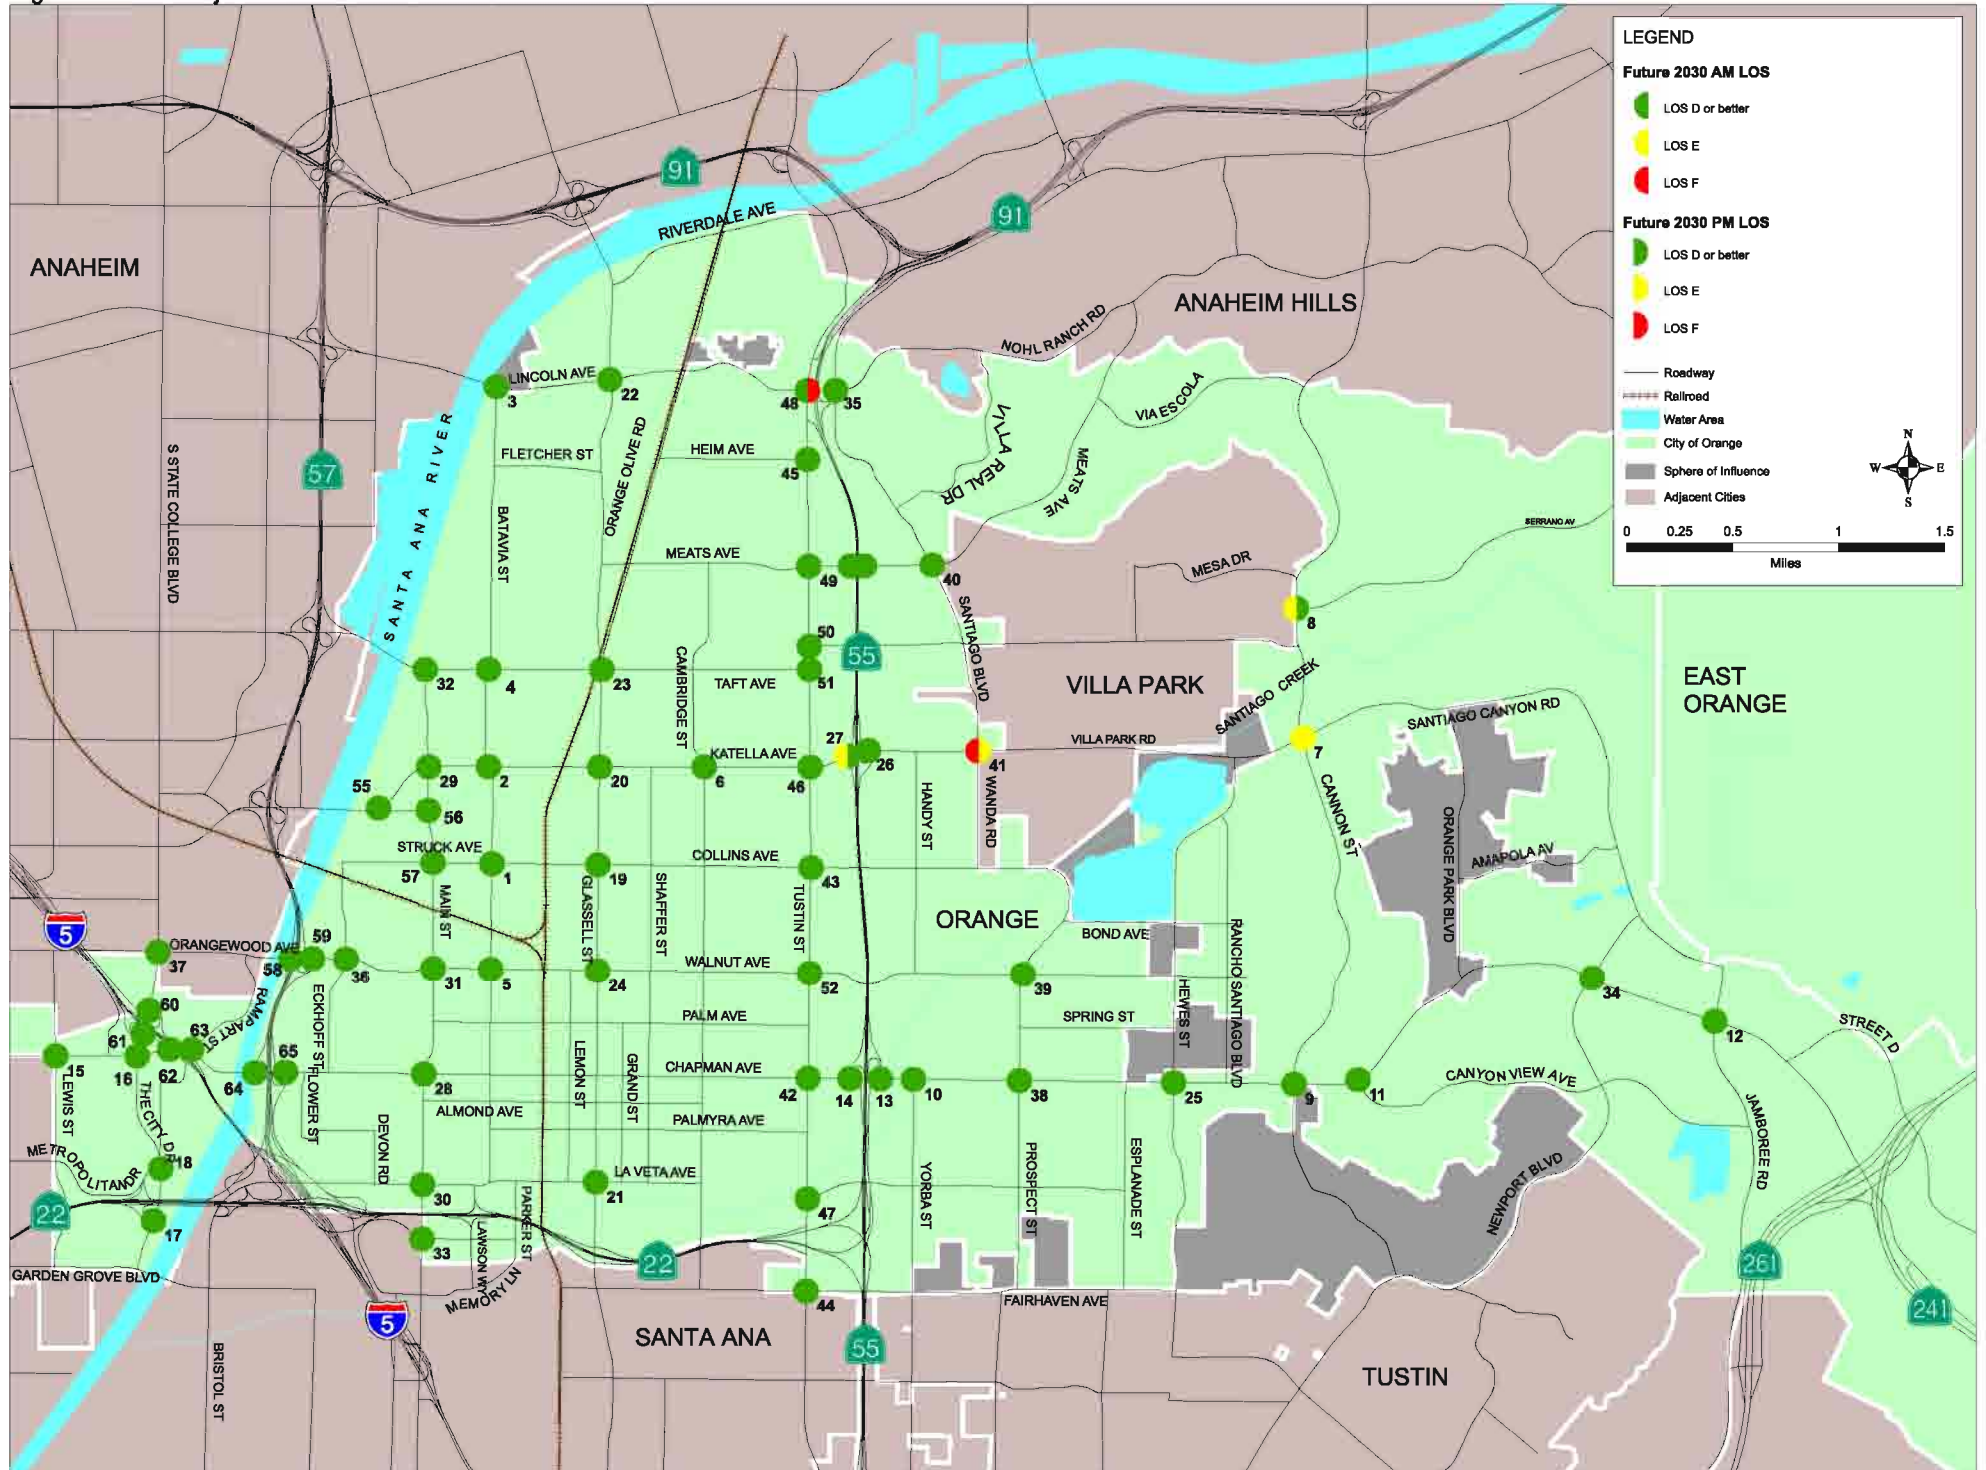 LEGEND
Future 2030 AM LOS
LOS D or better
LOS E
LOS F
Future 2030 PM LOS
LOS D or better
LOS E
LOS F
Roadway
Railroad
Water Area
City of Orange
Sphere of Influence
Adjacent Cities
N
W E
S
0 0.25 0.5 1 1.5
Miles
91
91
RIVERDALE AVE
ANAHEIM
ANAHEIM HILLS
NOHL RANCH RD
LINCOLN AVE
3
22
48
35
VIA ESCOLA
VILLA REAL DR
MEATS AVE
S STATE COLLEGE BLVD
57
SANTA ANA RIVER
FLETCHER ST
ORANGE OLIVE RD
HEIM AVE
45
BATAVIA ST
SERRANO AV
MEATS AVE
49
40
MESA DR
8
SANTIAGO BLVD
50
55
CAMBRIDGE ST
32
4
23
TAFT AVE
51
VILLA PARK
SANTIAGO CREEK
EAST
ORANGE
SANTIAGO CANYON RD
27
KATELLA AVE
26
41
VILLA PARK RD
7
29
2
20
6
46
55
56
HANDY ST
WANDA RD
CANNON ST
ORANGE PARK BLVD
STRUCK AVE
57
1
19
COLLINS AVE
43
AMAPOLA AV
MAIN ST
GLASSELL ST
SHAFFER ST
TUSTIN ST
ORANGE
5
37
ORANGEWOOD AVE
59
58
36
31
5
24
WALNUT AVE
52
39
BOND AVE
RANCHO SANTIAGO BLVD
34
60
61
63
RAMPART ST
ECKHOFF ST
PALM AVE
SPRING ST
HEWES ST
12
STREET D
15
16
62
64
65
28
CHAPMAN AVE
42
14
13
10
38
25
9
11
CANYON VIEW AVE
LEWIS ST
THE CITY DR
FLOWER ST
LEMON ST
GRAND ST
ALMOND AVE
PALMYRA AVE
DEVON RD
METROPOLITAN DR
18
30
LA VETA AVE
21
47
YORBA ST
PROSPECT ST
ESPLANADE ST
NEWPORT BLVD
JAMBOREE RD
22
17
33
LAWSON WY
PARKER ST
22
261
241
GARDEN GROVE BLVD
MEMORY LN
44
FAIRHAVEN AVE
5
BRISTOL ST
SANTA ANA
55
TUSTIN